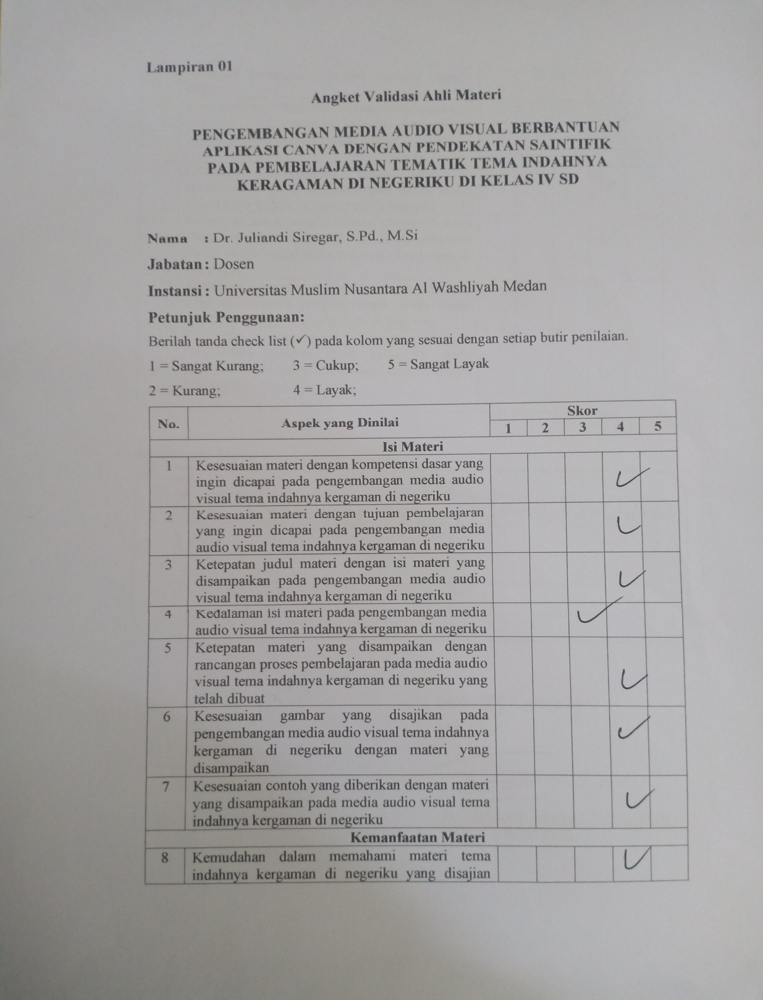 Lampiran 01
Angket Validasi Ahli Materi
PENGEMBANGAN MEDIA AUDIO VISUAL BERBANTUAN
APLIKASI CANVA DENGAN PENDEKATAN SAINTIFIK
PADA PEMBELAJARAN TEMATIK TEMA INDAHNYA
KERAGAMAN DI NEGERIKU DI KELAS IV SD
Nama : Dr. Juliandi Siregar, S.Pd., M.Si
Jabatan : Dosen
Instansi : Universitas Muslim Nusantara Al Washliyah Medan
Petunjuk Penggunaan:
Berilah tanda check list (✓) pada kolom yang sesuai dengan setiap butir penilaian.
1 = Sangat Kurang; 3 = Cukup; 5 = Sangat Layak
2 = Kurang; 4 = Layak;
No. Aspek yang Dinilai Skor
1 2 3 4 5
Isi Materi
1 Kesesuaian materi dengan kompetensi dasar yang
ingin dicapai pada pengembangan media audio ✓
visual tema indahnya kergaman di negeriku
2 Kesesuaian materi dengan tujuan pembelajaran
yang ingin dicapai pada pengembangan media ✓
audio visual tema indahnya kergaman di negeriku
3 Ketepatan judul materi dengan isi materi yang
disampaikan pada pengembangan media audio ✓
visual tema indahnya kergaman di negeriku
4 Kedalaman isi materi pada pengembangan media ✓
audio visual tema indahnya kergaman di negeriku
5 Ketepatan materi yang disampaikan dengan
rancangan proses pembelajaran pada media audio
visual tema indahnya kergaman di negeriku yang ✓
telah dibuat
6 Kesesuaian gambar yang disajikan pada
pengembangan media audio visual tema indahnya ✓
kergaman di negeriku dengan materi yang
disampaikan
7 Kesesuaian contoh yang diberikan dengan materi
yang disampaikan pada media audio visual tema ✓
indahnya kergaman di negeriku
Kemanfaatan Materi
8 Kemudahan dalam memahami materi tema ✓
indahnya kergaman di negeriku yang disajian